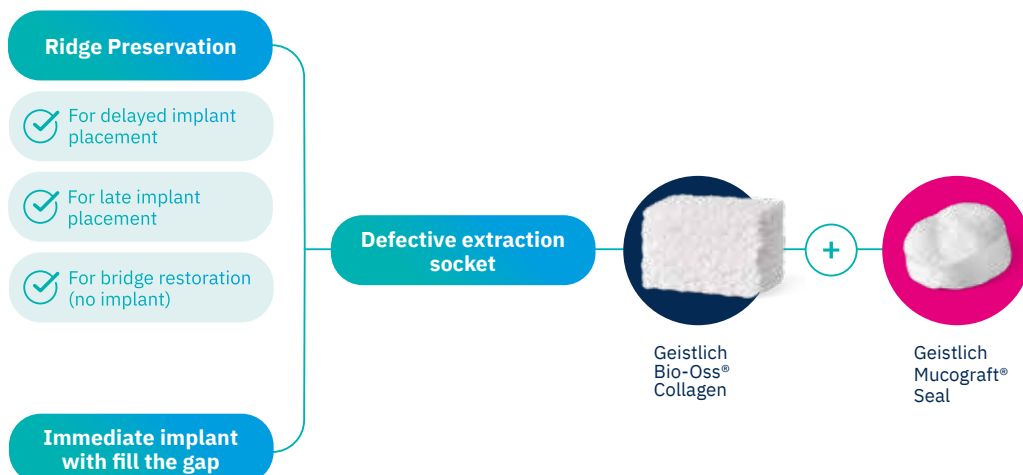 Ridge Preservation
For delayed implant
placement
For late implant
placement
For bridge restoration
(no implant)
Immediate implant
with fill the gap
Defective extraction
socket
+
Geistlich
Bio-Oss®
Collagen
Geistlich
Mucograft®
Seal